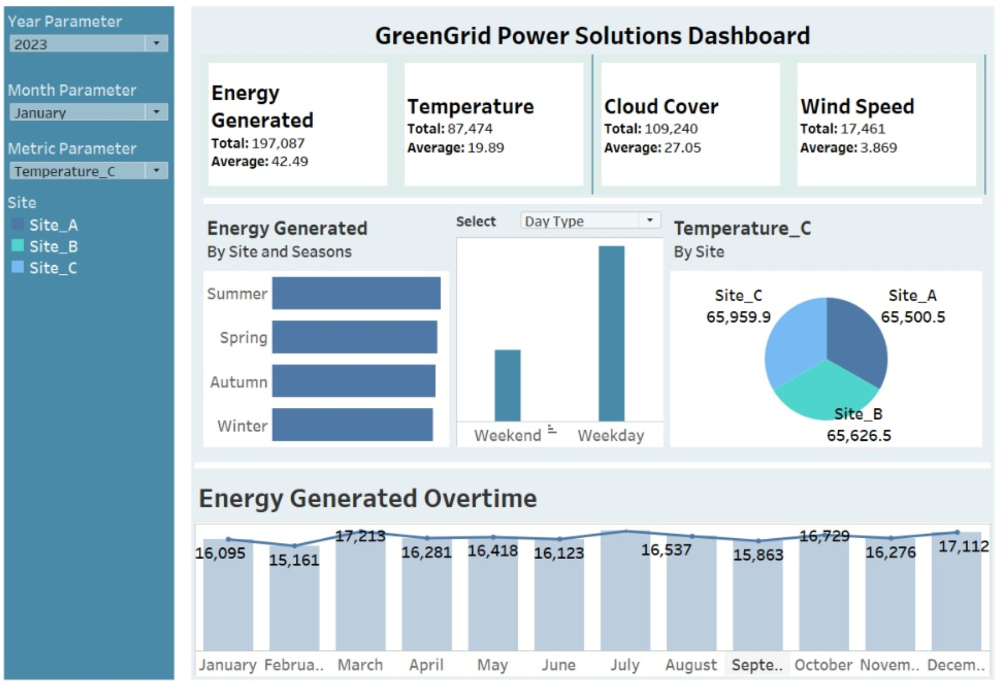 Year Parameter
2023
Month Parameter
January
Metric Parameter
Temperature_C
Site
Site_A
Site_B
Site_C
GreenGrid Power Solutions Dashboard
Energy
Generated
Total: 197,087
Average: 42.49
Temperature
Total: 87,474
Average: 19.89
Cloud Cover
Total: 109,240
Average: 27.05
Wind Speed
Total: 17,461
Average: 3.869
Energy Generated
By Site and Seasons
Summer
Spring
Autumn
Winter
Select
Day Type
Weekend
Weekday
Temperature_C
By Site
Site_C
65,959.9
Site_A
65,500.5
Site_B
65,626.5
Energy Generated Overtime
16,095
15,161
17,213
16,281
16,418
16,123
16,537
15,863
16,729
16,276
17,112
January
Februa..
March
April
May
June
July
August
Septe..
October
Novem..
Decem..